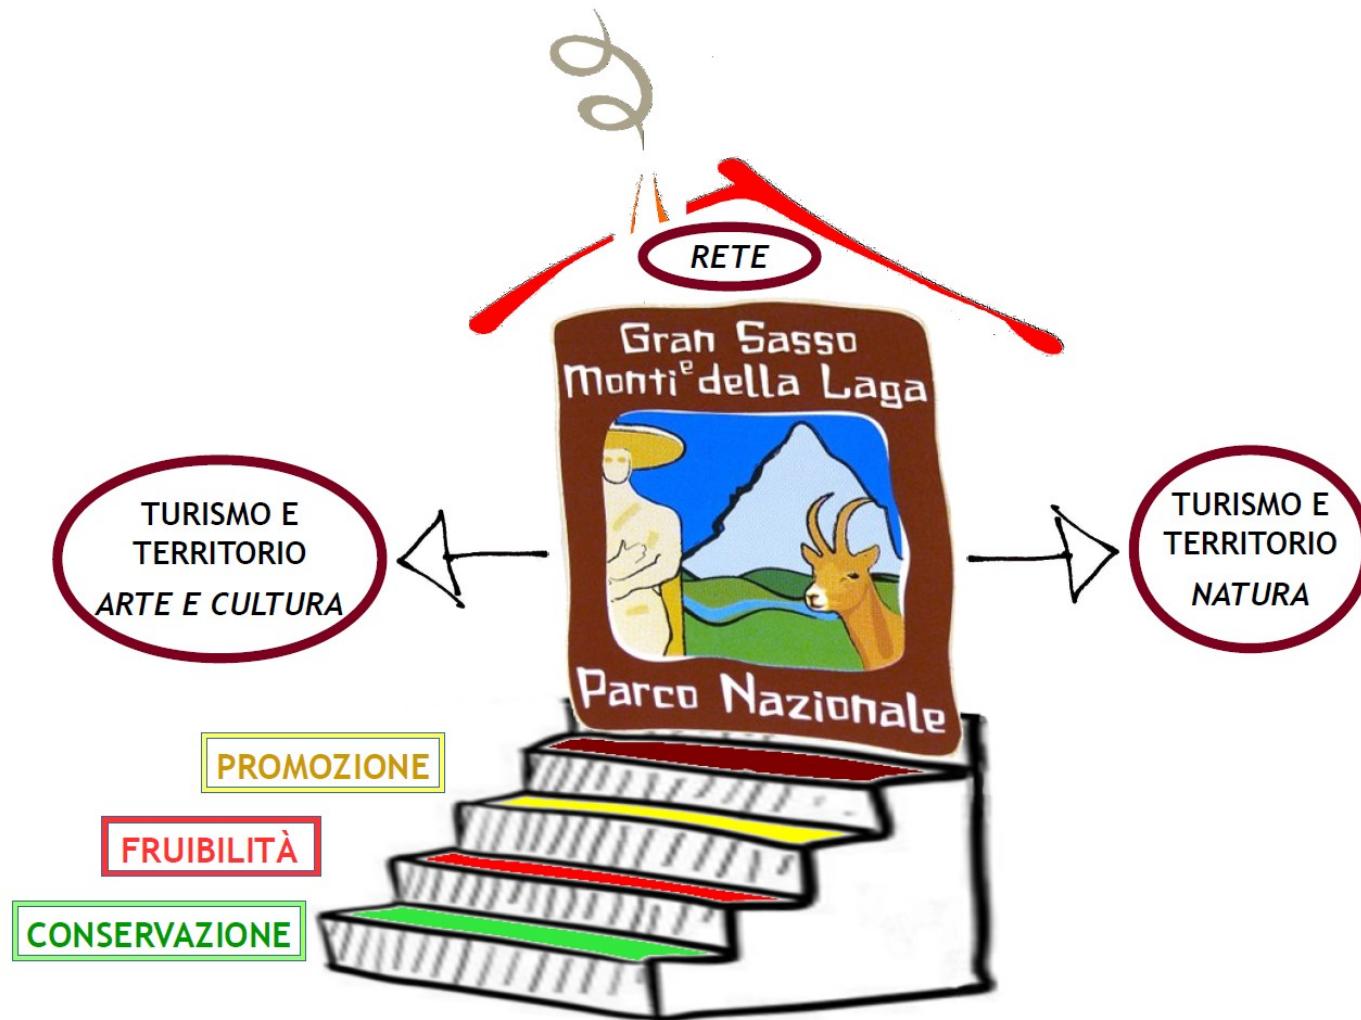 RETE
Gran Sasso
e
Monti della Laga
TURISMO E
TERRITORIO
ARTE E CULTURA
TURISMO E
TERRITORIO
NATURA
Parco Nazionale
PROMOZIONE
FRUIBILITÀ
CONSERVAZIONE